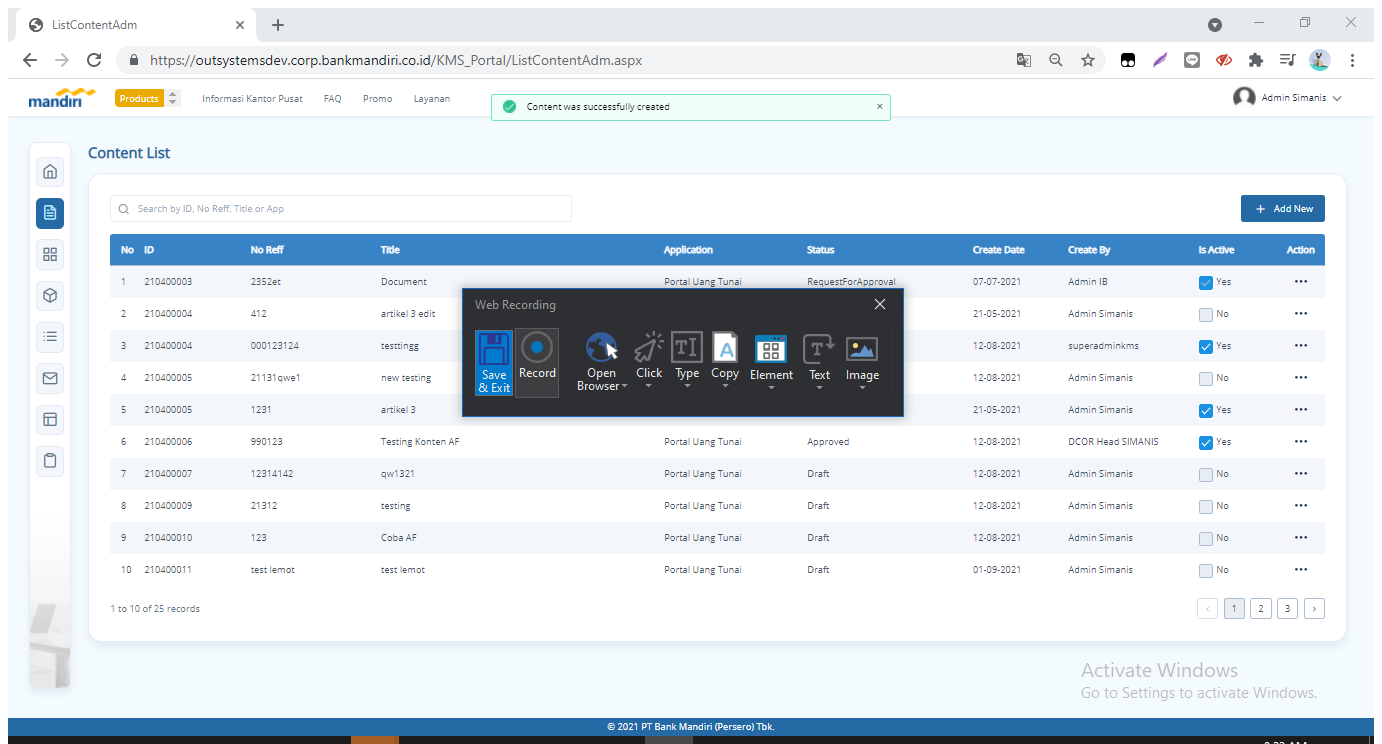 ListContentAdm
https://outsystemsdev.corp.bankmandiri.co.id/KMS_Portal/ListContentAdm.aspx
mandiri Products Informasi Kantor Pusat FAQ Promo Layanan Content was successfully created Admin Simanis
Content List
Search by ID, No Reff, Title or App + Add New
No ID No Reff Title Application Status Create Date Create By Is Active Action
1 210400003 2352et Document Portal Uang Tunai RequestForApproval 07-07-2021 Admin IB Yes
2 210400004 412 artikel 3 edit 21-05-2021 Admin Simanis No
3 210400004 000123124 testtingg 12-08-2021 superadminkms Yes
4 210400005 21131qwe1 new testing 12-08-2021 Admin Simanis No
5 210400005 1231 artikel 3 21-05-2021 Admin Simanis Yes
6 210400006 990123 Testing Konten AF Portal Uang Tunai Approved 12-08-2021 DCOR Head SIMANIS Yes
7 210400007 12314142 qw1321 Portal Uang Tunai Draft 12-08-2021 Admin Simanis No
8 210400009 21312 testing Portal Uang Tunai Draft 12-08-2021 Admin Simanis No
9 210400010 123 Coba AF Portal Uang Tunai Draft 12-08-2021 Admin Simanis No
10 210400011 test lemot test lemot Portal Uang Tunai Draft 01-09-2021 Admin Simanis No
Web Recording
Save & Exit Record Open Browser Click Type Copy Element Text Image
1 to 10 of 25 records
1 2 3
Activate Windows
Go to Settings to activate Windows.
© 2021 PT Bank Mandiri (Persero) Tbk.